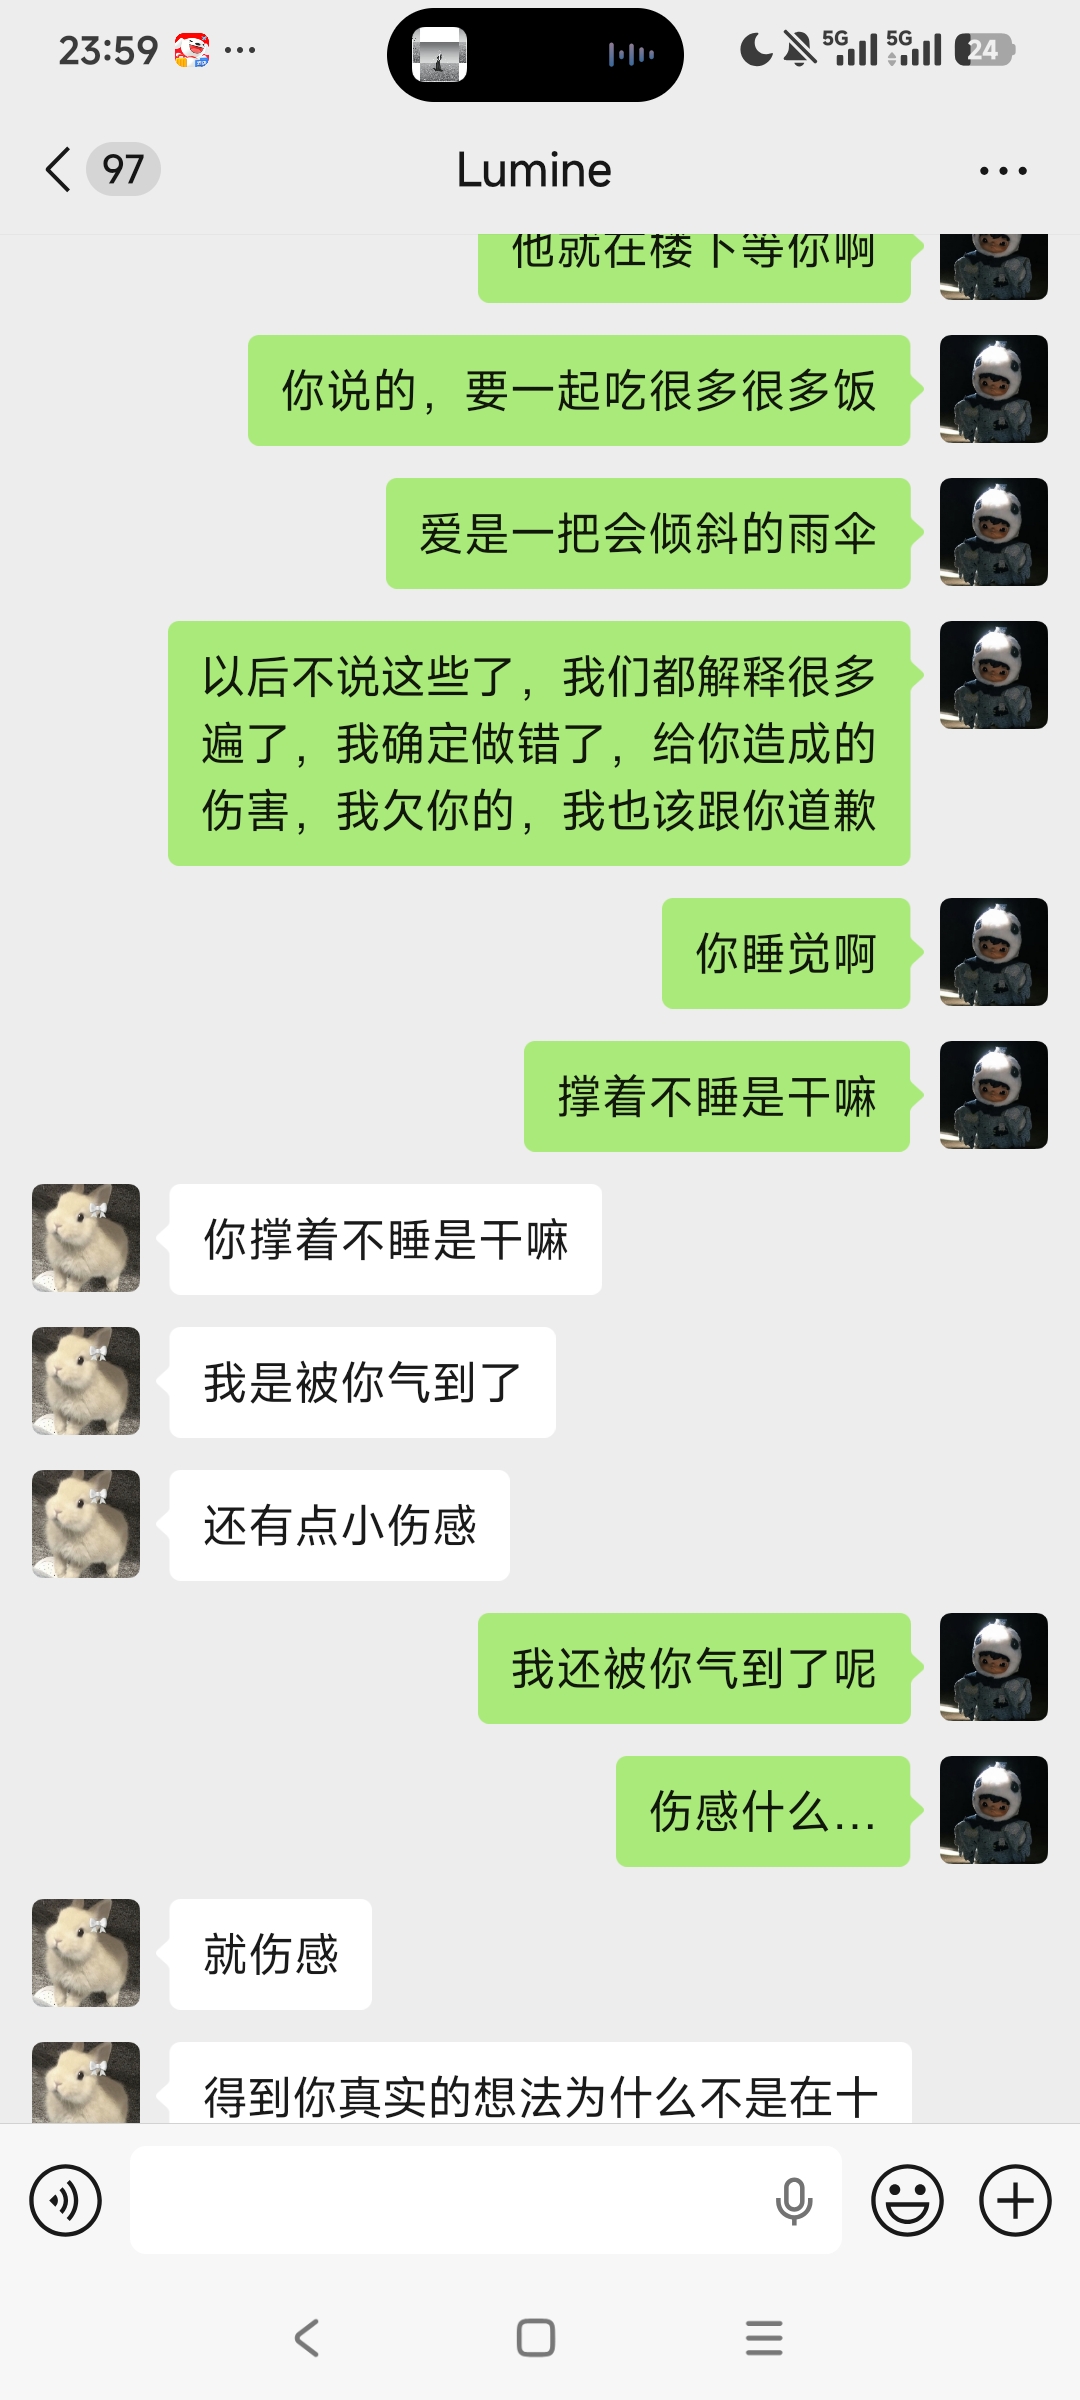 23:59
5G
5G
24
97
Lumine
他就在楼下等你啊
你说的，要一起吃很多很多饭
爱是一把会倾斜的雨伞
以后不说这些了，我们都解释很多
遍了，我确定做错了，给你造成的
伤害，我欠你的，我也该跟你道歉
你睡觉啊
撑着不睡是干嘛
你撑着不睡是干嘛
我是被你气到了
还有点小伤感
我还被你气到了呢
伤感什么...
就伤感
得到你真实的想法为什么不是在十